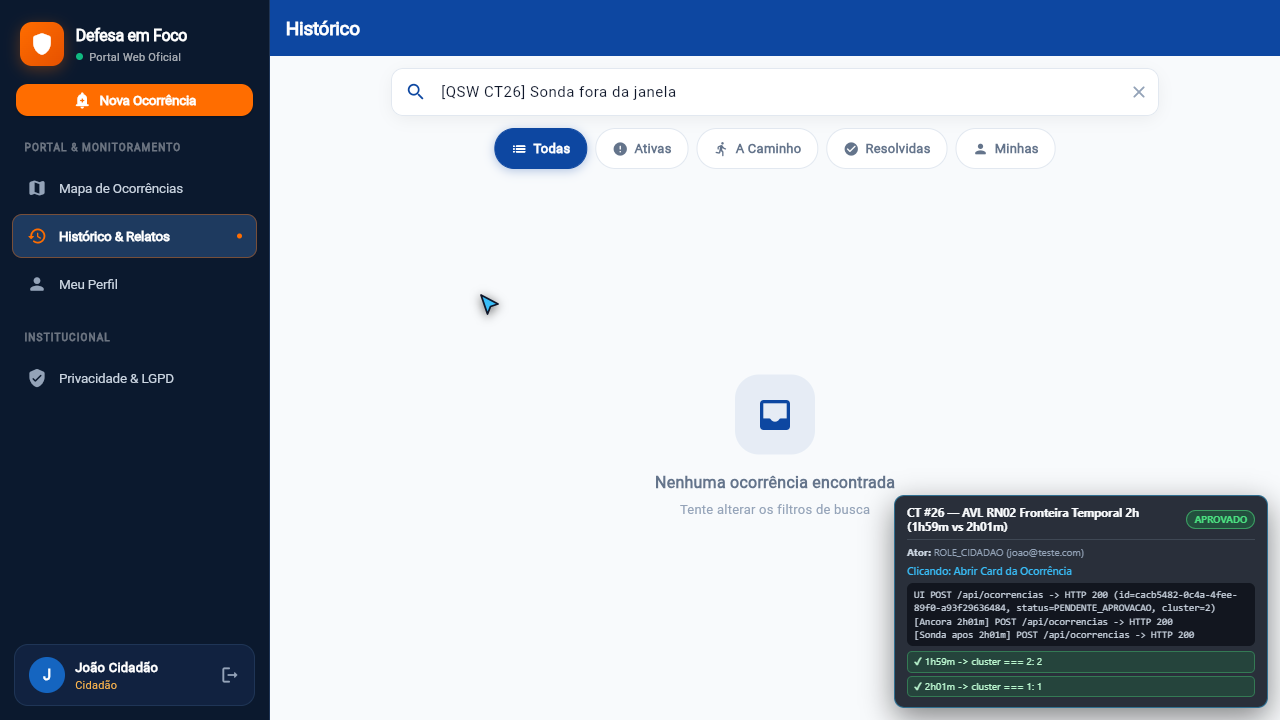 Defesa em Foco
Portal Web Oficial
Nova Ocorrência
PORTAL & MONITORAMENTO
Mapa de Ocorrências
Histórico & Relatos
Meu Perfil
INSTITUCIONAL
Privacidade & LGPD
J
João Cidadão
Cidadão
Histórico
[QSW CT26] Sonda fora da janela
Todas
Ativas
A Caminho
Resolvidas
Minhas
Nenhuma ocorrência encontrada
Tente alterar os filtros de busca
CT #26 — AVL RN02 Fronteira Temporal 2h
(1h59m vs 2h01m)
APROVADO
Ator: ROLE_CIDADAO (joao@teste.com)
Clicando: Abrir Card da Ocorrência
UI POST /api/ocorrencias -> HTTP 200 (id=cacb5482-0c4a-4fee-
89f0-a93f29636484, status=PENDENTE_APROVACAO, cluster=2)
[Ancora 2h01m] POST /api/ocorrencias -> HTTP 200
[Sonda apos 2h01m] POST /api/ocorrencias -> HTTP 200
✓ 1h59m -> cluster === 2: 2
✓ 2h01m -> cluster === 1: 1